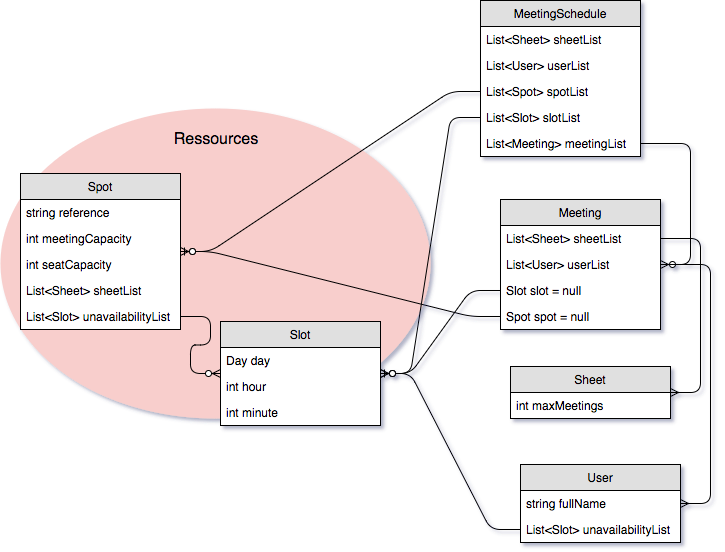 MeetingSchedule
List<Sheet> sheetList
List<User> userList
List<Spot> spotList
List<Slot> slotList
List<Meeting> meetingList
Ressources
Spot
string reference
int meetingCapacity
int seatCapacity
List<Sheet> sheetList
List<Slot> unavailabilityList
Meeting
List<Sheet> sheetList
List<User> userList
Slot slot = null
Spot spot = null
Slot
Day day
int hour
int minute
Sheet
int maxMeetings
User
string fullName
List<Slot> unavailabilityList